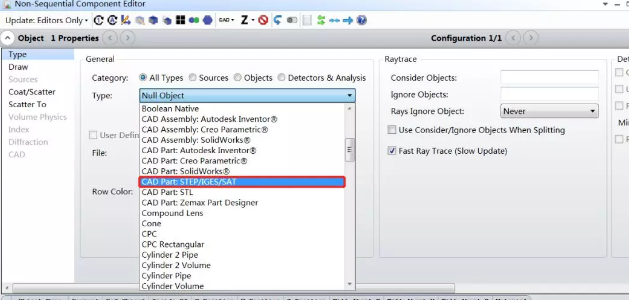 Non-Sequential Component Editor
Update: Editors Only
Object 1 Properties
Configuration 1/1
Type
Draw
Sources
Coat/Scatter
Scatter To
Volume Physics
Index
Diffraction
CAD
General
Category: All Types Sources Objects Detectors & Analysis
Type: Null Object
Boolean Native
CAD Assembly: Autodesk Inventor®
CAD Assembly: Creo Parametric®
CAD Assembly: SolidWorks®
CAD Part: Autodesk Inventor®
CAD Part: Creo Parametric®
CAD Part: SolidWorks®
CAD Part: STEP/IGES/SAT
CAD Part: STL
CAD Part: Zemax Part Designer
Compound Lens
Cone
CPC
CPC Rectangular
Cylinder 2 Pipe
Cylinder 2 Volume
Cylinder Pipe
Cylinder Volume
User Defin
File:
Row Color:
Raytrace
Consider Objects:
Ignore Objects:
Rays Ignore Object: Never
Use Consider/Ignore Objects When Splitting
Fast Ray Trace (Slow Update)
Det